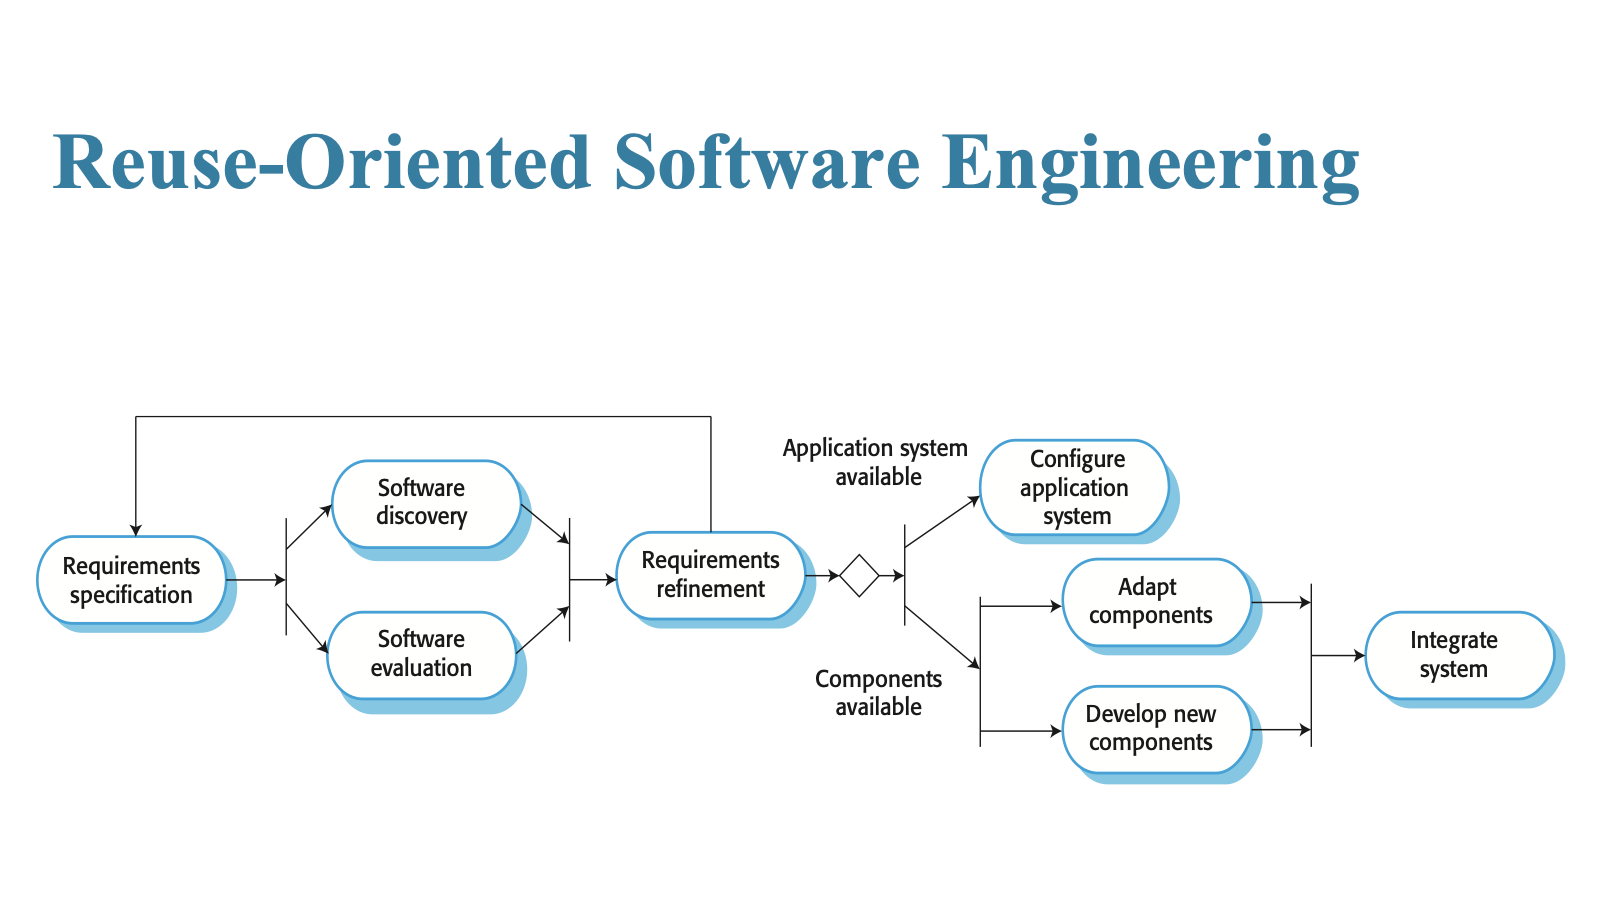 Reuse-Oriented Software Engineering
Requirements
specification
Software
discovery
Software
evaluation
Requirements
refinement
Application system
available
Components
available
Configure
application
system
Adapt
components
Develop new
components
Integrate
system